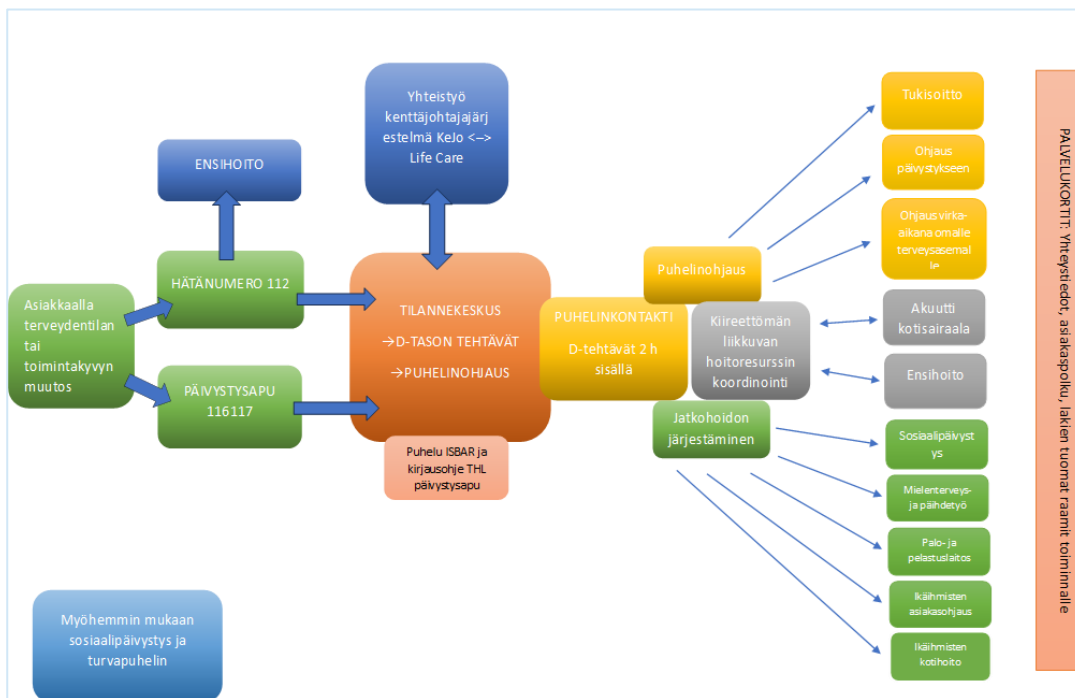 Asiakkaalla
terveydentilan
tai
toimintakyvyn
muutos
ENSIHOITO
HÄTÄNUMERO 112
PÄIVYSTYSAPU
116117
Yhteistyö
kenttäjohtajajärj
estelmä KeJo <-->
Life Care
TILANNEKESKUS
→D-TASON TEHTÄVÄT
→PUHELINOHJAUS
Puhelu ISBAR ja
kirjausohje THL
päivystysapu
PUHELINKONTAKTI
D-tehtävät 2 h
sisällä
Puhelinohjaus
Kiireettömän
liikkuvan
hoitoresurssin
koordinointi
Jatkohoidon
järjestäminen
Tukisoitto
Ohjaus
päivystykseen
Ohjaus virka-
aikana omalle
terveysasemal
le
Akuutti
kotisairaala
Ensihoito
Sosiaalipäivyst
ys
Mielenterveys-
ja päihdetyö
Palo- ja
pelastuslaitos
Ikäihmisten
asiakasohjaus
Ikäihmisten
kotihoito
PALVELUKORTIT: Yhteystiedot, asiakaspolku, lakien tuomat raamit toiminnalle
Myöhemmin mukaan
sosiaalipäivystys ja
turvapuhelin